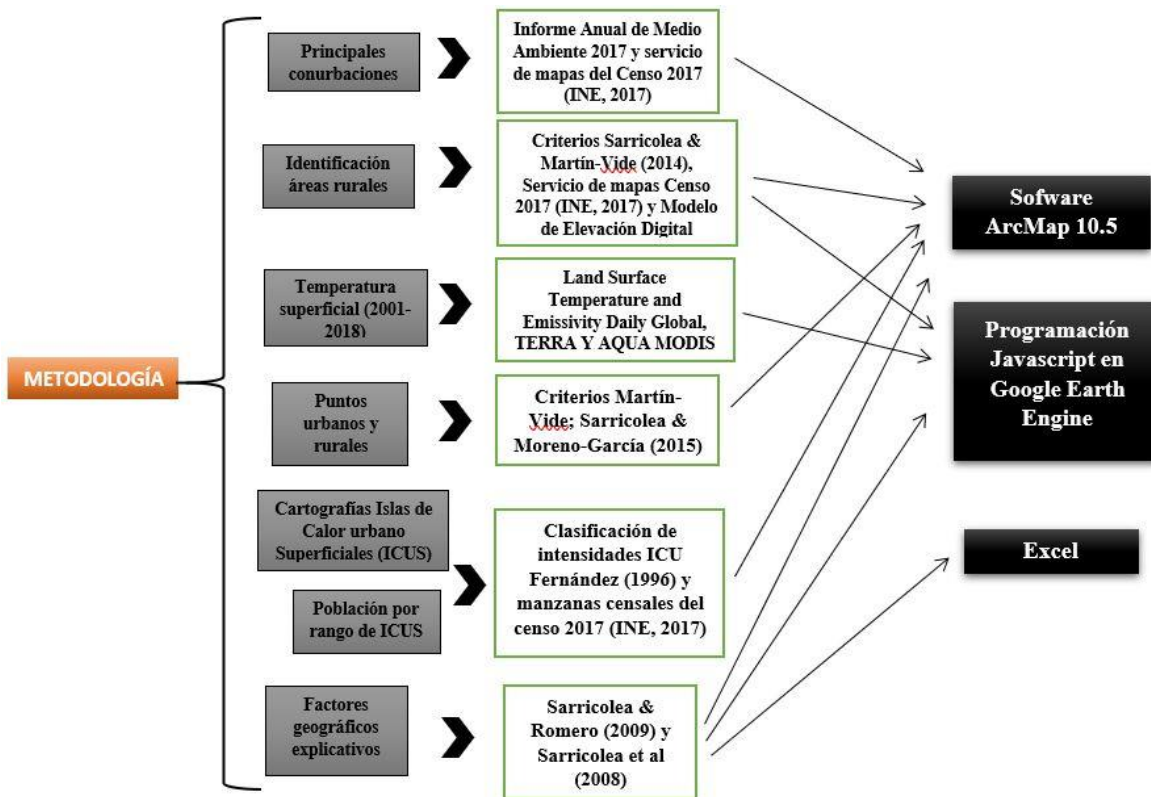 METODOLOGÍA
Principales
conurbaciones
Informe Anual de Medio
Ambiente 2017 y servicio
de mapas del Censo 2017
(INE, 2017)
Identificación
áreas rurales
Criterios Sarricolea &
Martín-Vide (2014),
Servicio de mapas Censo
2017 (INE, 2017) y Modelo
de Elevación Digital
Temperatura
superficial (2001-
2018)
Land Surface
Temperature and
Emissivity Daily Global,
TERRA Y AQUA MODIS
Puntos
urbanos y
rurales
Criterios Martín-
Vide; Sarricolea &
Moreno-García (2015)
Cartografías Islas de
Calor urbano
Superficiales (ICUS)
Población por
rango de ICUS
Clasificación de
intensidades ICU
Fernández (1996) y
manzanas censales del
censo 2017 (INE, 2017)
Factores
geográficos
explicativos
Sarricolea &
Romero (2009) y
Sarricolea et al
(2008)
Sofware
ArcMap 10.5
Programación
Javascript en
Google Earth
Engine
Excel